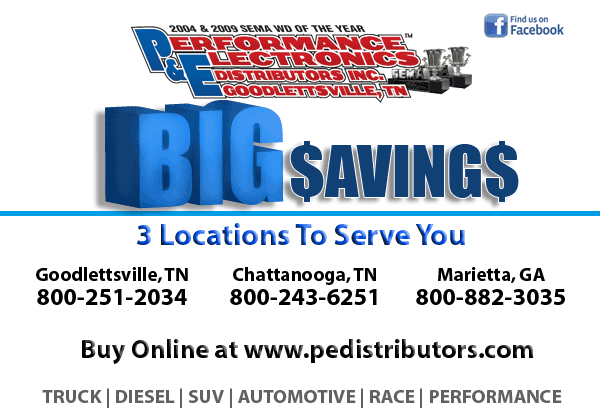 2004 & 2009 SEMA WD OF THE YEAR
Find us on
Facebook
PERFORMANCE™
& ELECTRONICS
DISTRIBUTORS INC.
GOODLETTSVILLE, TN
SEMA
BIG $AVING$
3 Locations To Serve You
Goodlettsville, TN Chattanooga, TN Marietta, GA
800-251-2034 800-243-6251 800-882-3035
Buy Online at www.pedistributors.com
TRUCK | DIESEL | SUV | AUTOMOTIVE | RACE | PERFORMANCE